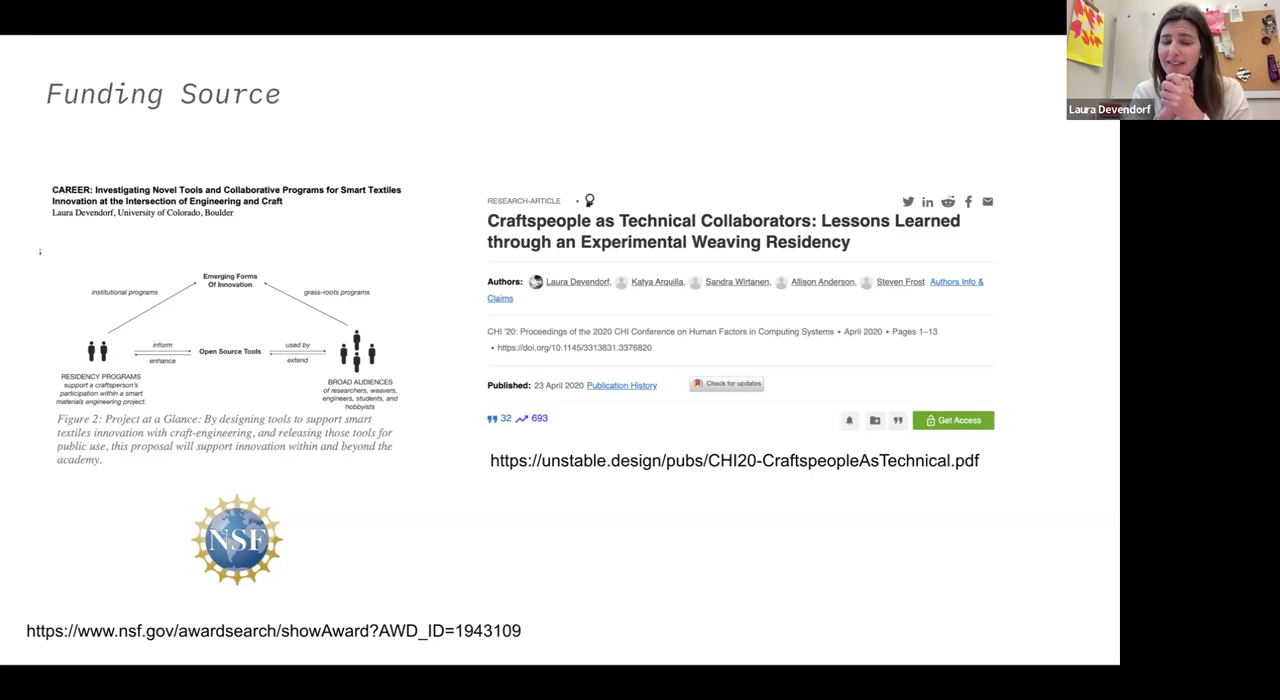 Funding Source
Laura Devendorf
CAREER: Investigating Novel Tools and Collaborative Programs for Smart Textiles
Innovation at the Intersection of Engineering and Craft
Laura Devendorf, University of Colorado, Boulder
;
Emerging Forms
Of Innovation
institutional programs
grass-roots programs
inform
enhance
Open Source Tools
used by
extend
RESIDENCY PROGRAMS
support a craftsperson's
participation within a smart
materials engineering project.
BROAD AUDIENCES
of researchers, weavers,
engineers, students, and
hobbyists
Figure 2: Project at a Glance: By designing tools to support smart
textiles innovation with craft-engineering, and releasing those tools for
public use, this proposal will support innovation within and beyond the
academy.
NSF
https://www.nsf.gov/awardsearch/showAward?AWD_ID=1943109
RESEARCH-ARTICLE •
Craftspeople as Technical Collaborators: Lessons Learned
through an Experimental Weaving Residency
Authors: Laura Devendorf, Katya Arquilla, Sandra Wirtanen, Allison Anderson, Steven Frost Authors Info &
Claims
CHI '20: Proceedings of the 2020 CHI Conference on Human Factors in Computing Systems • April 2020 • Pages 1–13
• https://doi.org/10.1145/3313831.3376820
Published: 23 April 2020 Publication History
Check for updates
32 693
Get Access
https://unstable.design/pubs/CHI20-CraftspeopleAsTechnical.pdf